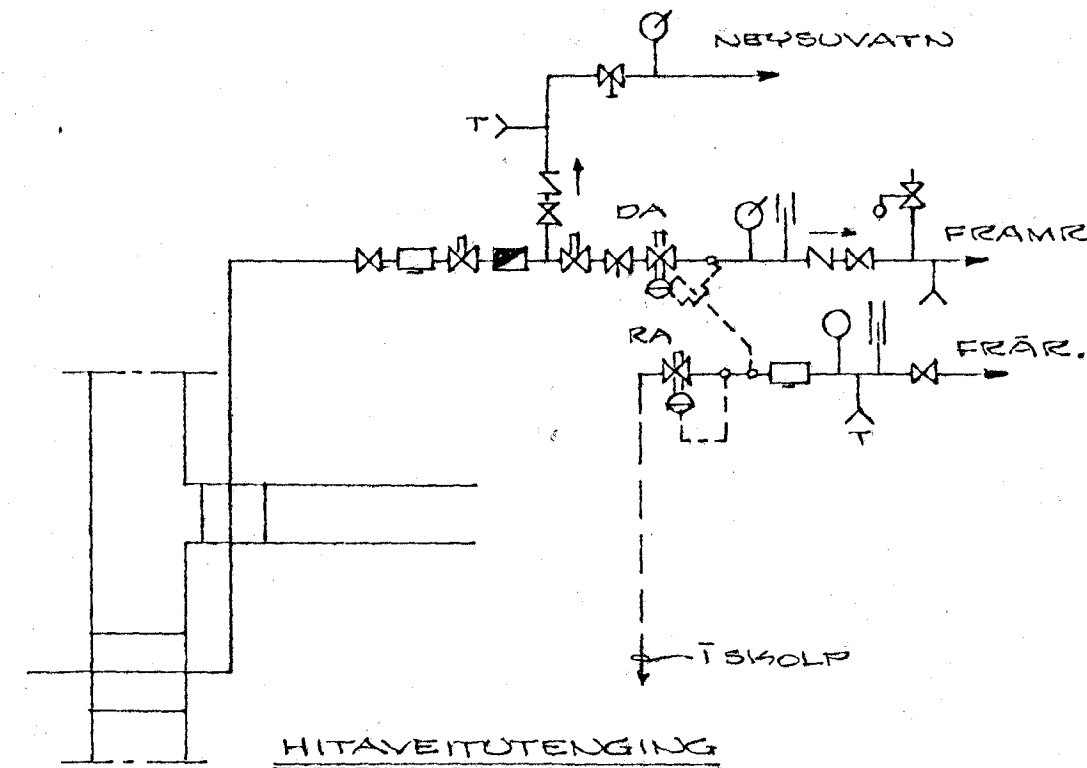 NEYSUVATN
T
DA
FRAMR
RA
FRÁR.
T
Í SKOLP
HITAVEITUTENGING